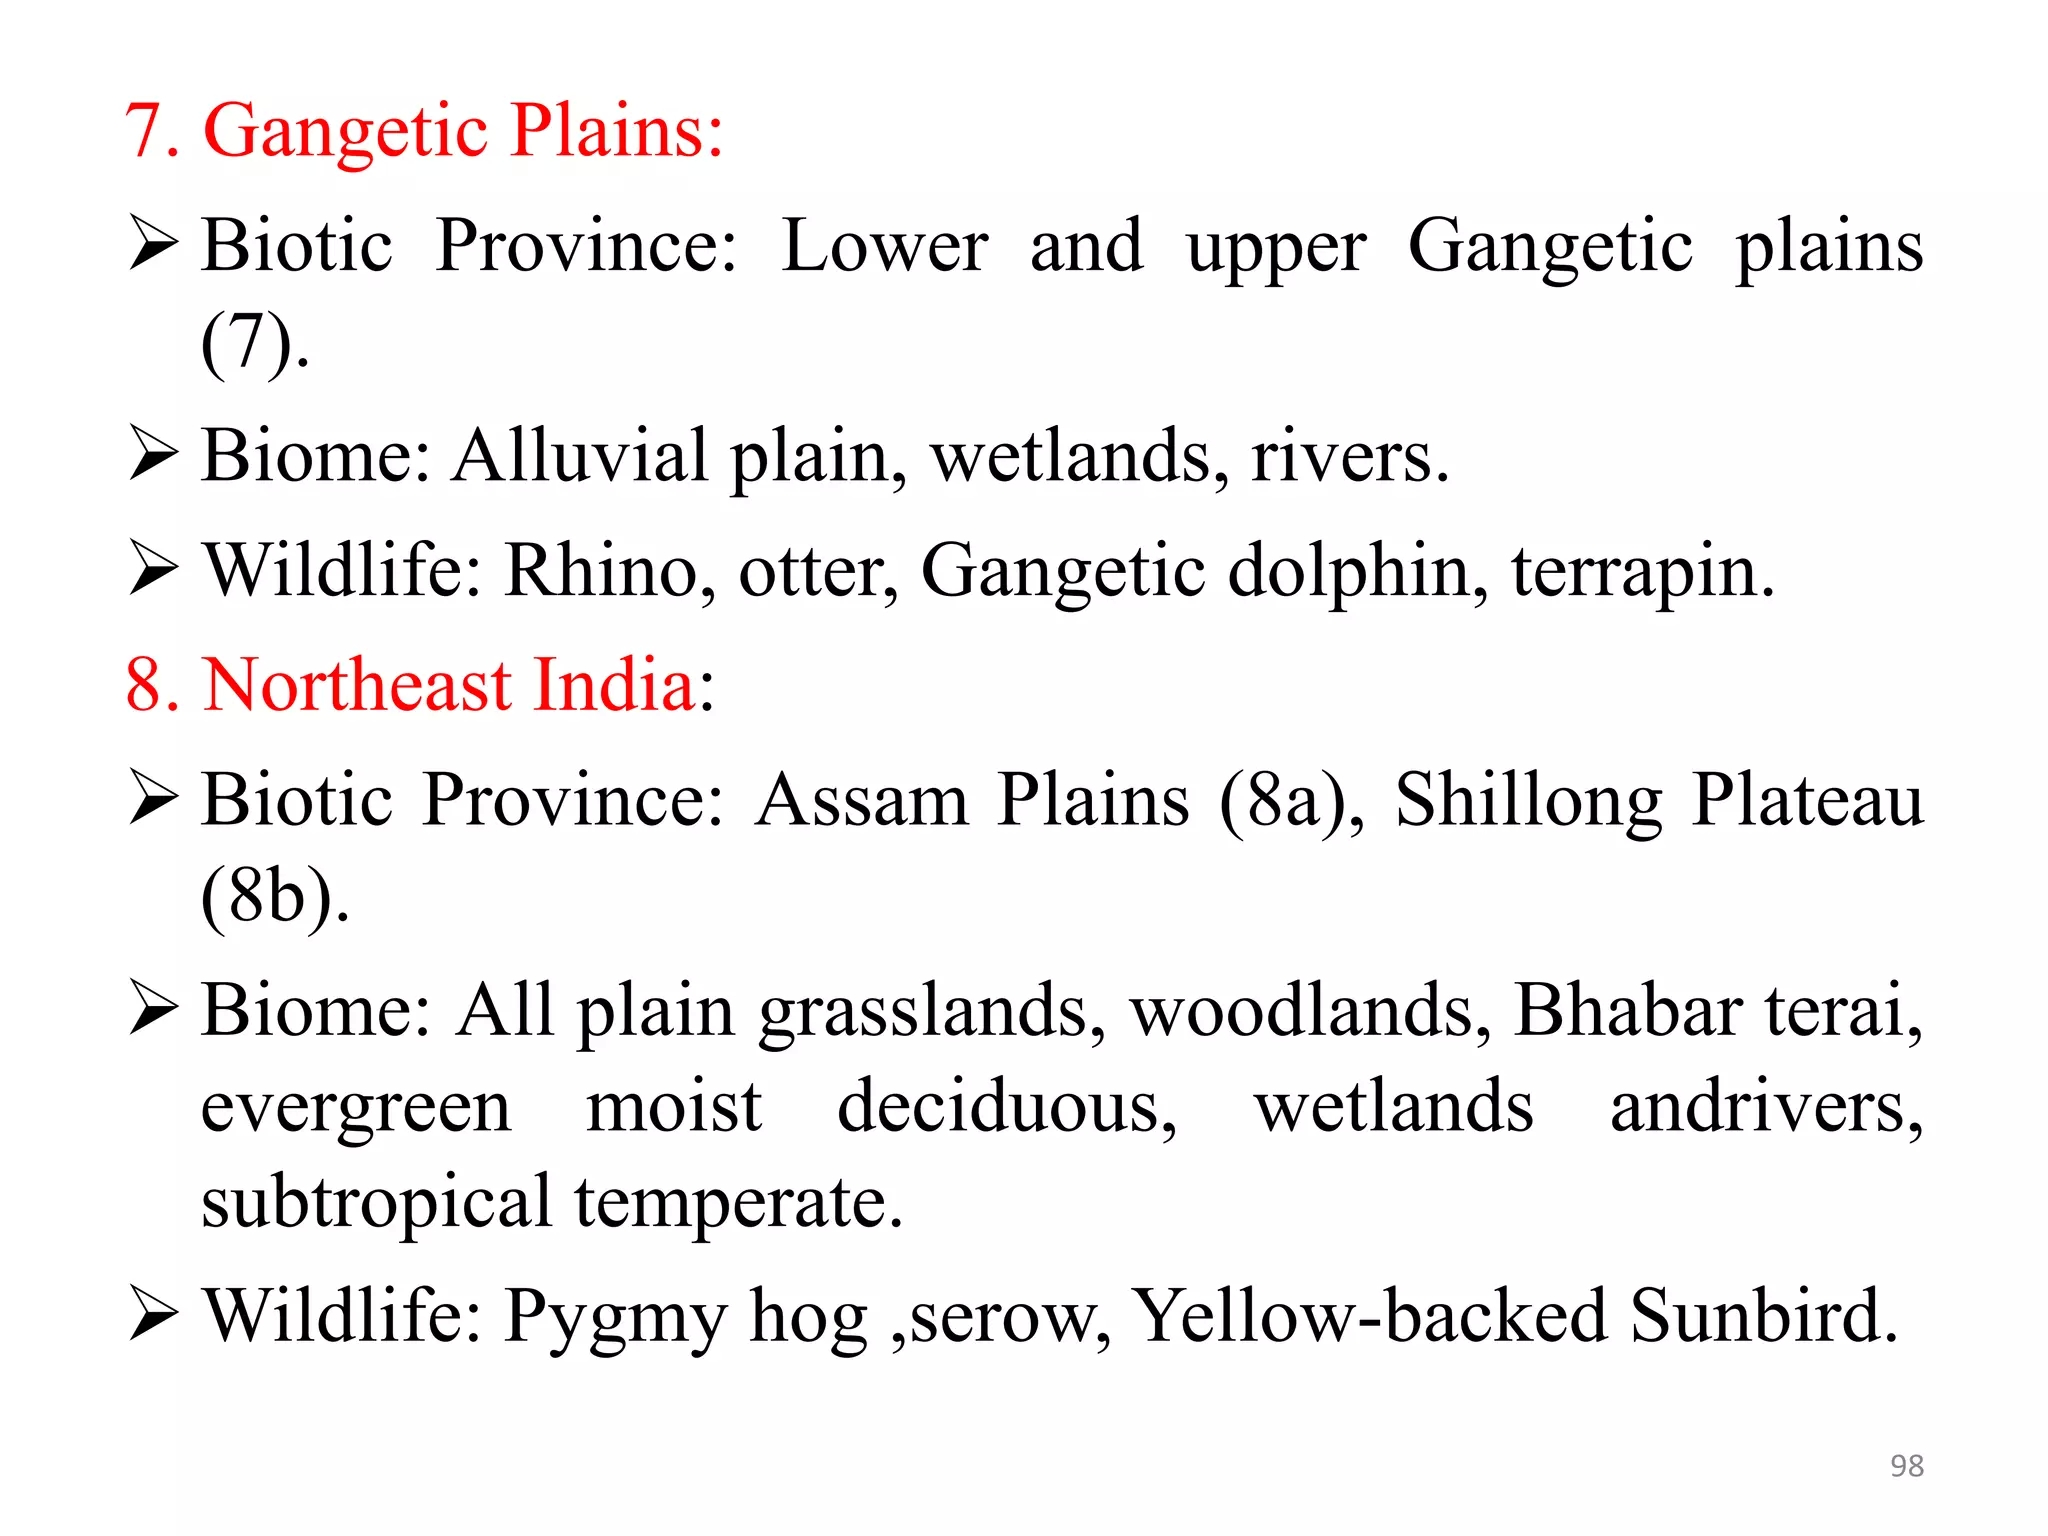 7. Gangetic Plains:
➢ Biotic Province: Lower and upper Gangetic plains
(7).
➢ Biome: Alluvial plain, wetlands, rivers.
➢ Wildlife: Rhino, otter, Gangetic dolphin, terrapin.
8. Northeast India:
➢ Biotic Province: Assam Plains (8a), Shillong Plateau
(8b).
➢ Biome: All plain grasslands, woodlands, Bhabar terai,
evergreen moist deciduous, wetlands andrivers,
subtropical temperate.
➢ Wildlife: Pygmy hog ,serow, Yellow-backed Sunbird.
98